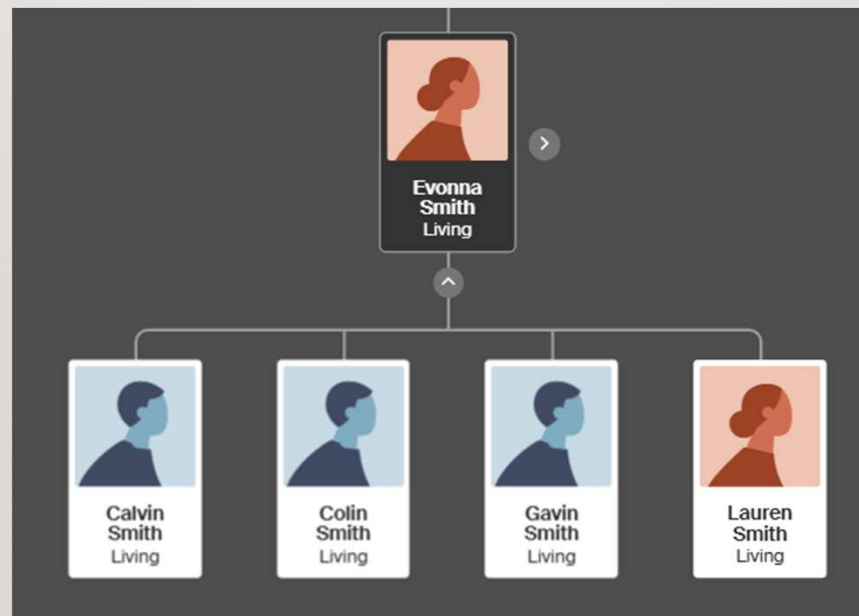 Evonna
Smith
Living
Calvin
Smith
Living
Colin
Smith
Living
Gavin
Smith
Living
Lauren
Smith
Living